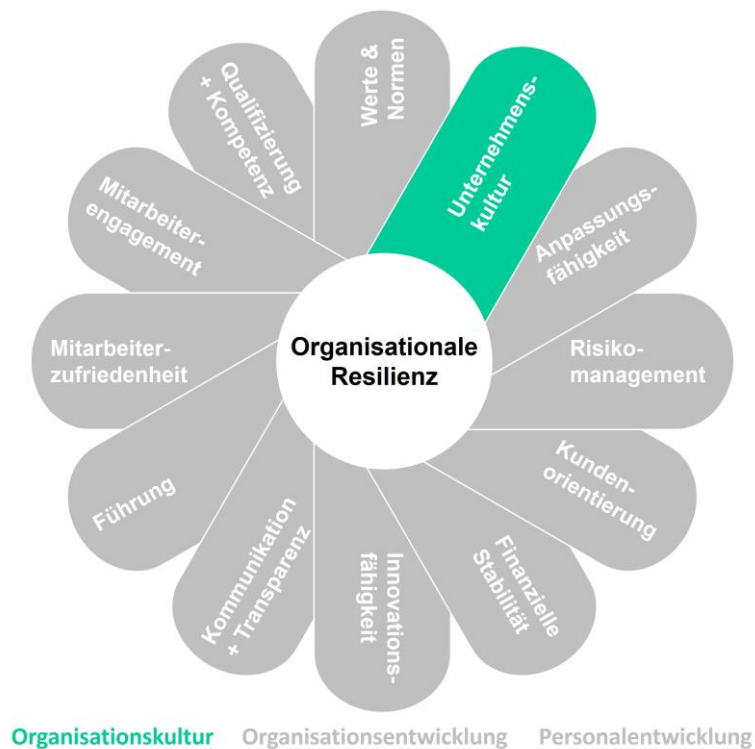 Werte &
Normen
Unternehmens-
kultur
Anpassungs-
fähigkeit
Risiko-
management
Kunden-
orientierung
Finanzielle
Stabilität
Innovations-
fähigkeit
Kommunikation
+ Transparenz
Führung
Mitarbeiter-
zufriedenheit
Mitarbeiter-
engagement
Qualifizierung
+ Kompetenz
Organisationale
Resilienz
Organisationskultur Organisationsentwicklung Personalentwicklung